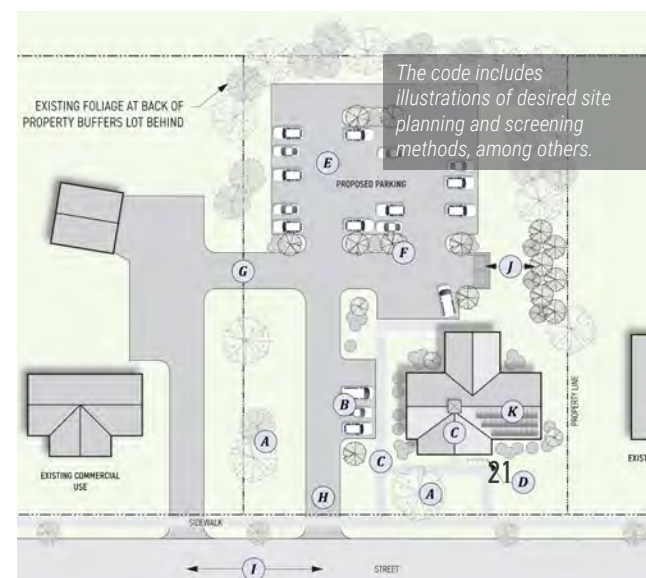 The code includes
illustrations of desired site
planning and screening
methods, among others.
EXISTING FOLIAGE AT BACK OF
PROPERTY BUFFERS LOT BEHIND
E
PROPOSED PARKING
F
G
J
B
K
C
A
C
PROPERTY LINE
EXISTING COMMERCIAL
USE
EXIST
21
D
A
H
SIDEWALK
I
STREET